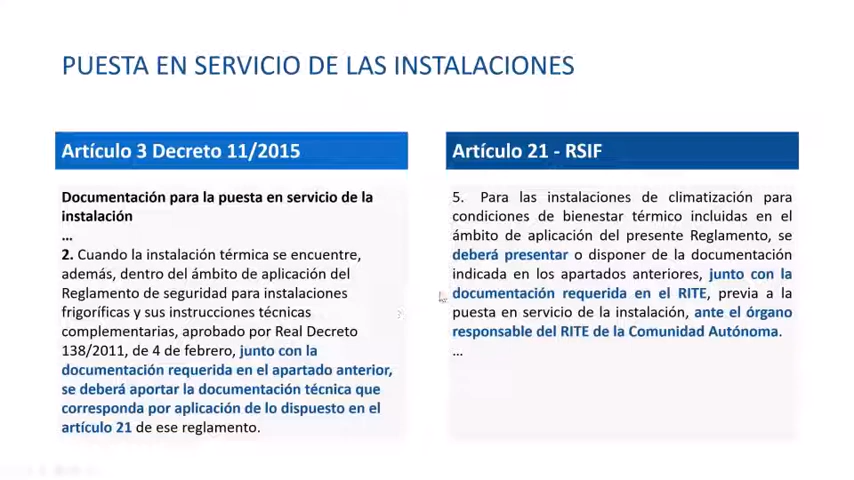 PUESTA EN SERVICIO DE LAS INSTALACIONES
Artículo 3 Decreto 11/2015
Documentación para la puesta en servicio de la
instalación
...
2. Cuando la instalación térmica se encuentre,
además, dentro del ámbito de aplicación del
Reglamento de seguridad para instalaciones
frigoríficas y sus instrucciones técnicas
complementarias, aprobado por Real Decreto
138/2011, de 4 de febrero, junto con la
documentación requerida en el apartado anterior,
se deberá aportar la documentación técnica que
corresponda por aplicación de lo dispuesto en el
artículo 21 de ese reglamento.
Artículo 21 - RSIF
5. Para las instalaciones de climatización para
condiciones de bienestar térmico incluidas en el
ámbito de aplicación del presente Reglamento, se
deberá presentar o disponer de la documentación
indicada en los apartados anteriores, junto con la
documentación requerida en el RITE, previa a la
puesta en servicio de la instalación, ante el órgano
responsable del RITE de la Comunidad Autónoma.
...